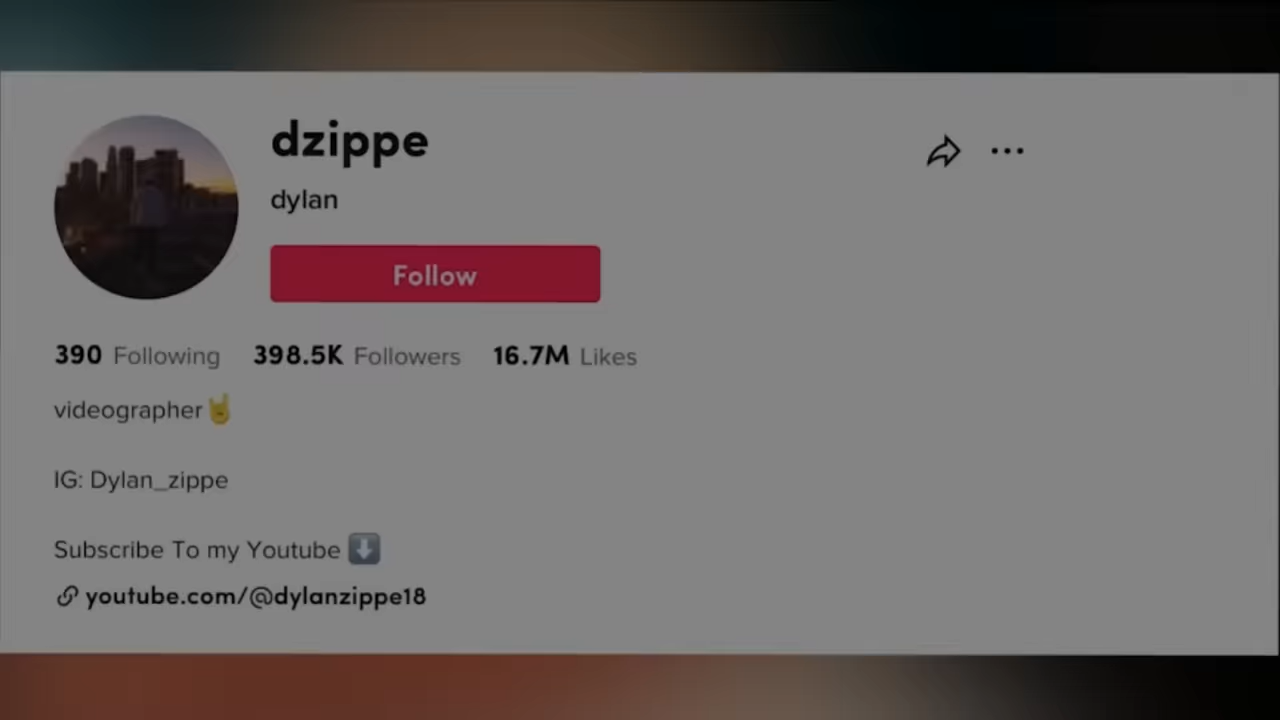 dzippe
dylan
Follow
390 Following 398.5K Followers 16.7M Likes
videographer🤘
IG: Dylan_zippe
Subscribe To my Youtube ⬇️
youtube.com/@dylanzippe18